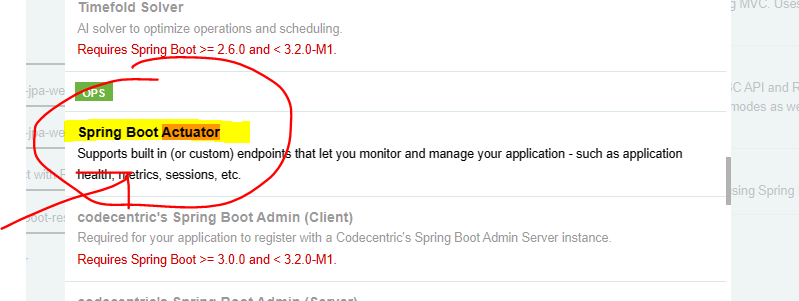 Timefold Solver
g MVC. Uses
AI solver to optimize operations and scheduling.
Requires Spring Boot >= 2.6.0 and < 3.2.0-M1.
-jpa-we
OPS
C API and R
modes as we
-jpa-we
Spring Boot Actuator
Supports built in (or custom) endpoints that let you monitor and manage your application - such as application
health, metrics, sessions, etc.
sing Spring
oot-res
codecentric's Spring Boot Admin (Client)
Required for your application to register with a Codecentric's Spring Boot Admin Server instance.
Requires Spring Boot >= 3.0.0 and < 3.2.0-M1.
codecentric's Spring Boot Admin (Server)